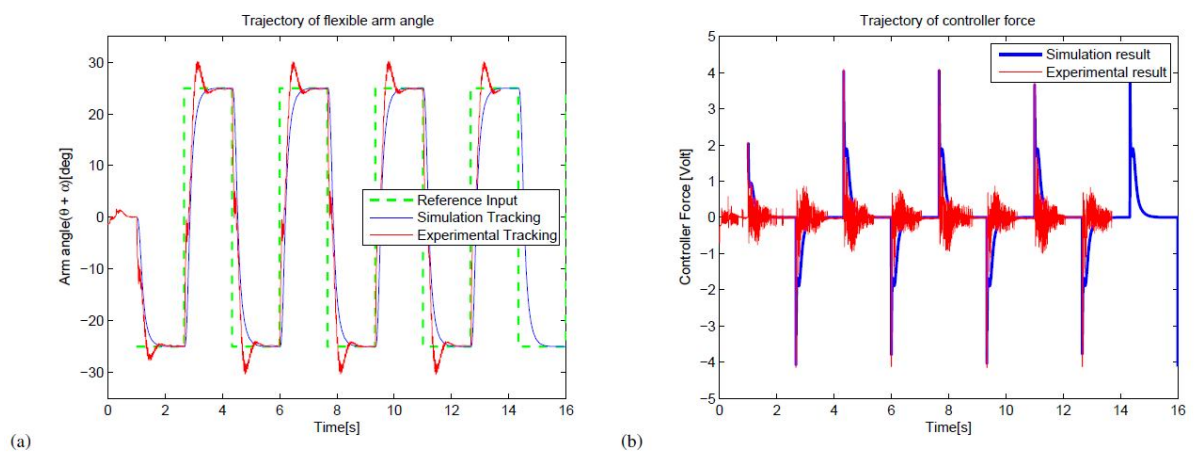 Trajectory of flexible arm angle
30
20
10
0
−10
−20
−30
Arm angle(θ + α)[deg]
Reference Input
Simulation Tracking
Experimental Tracking
0 2 4 6 8 10 12 14 16
Time[s]
(a)
Trajectory of controller force
5
4
3
2
1
0
−1
−2
−3
−4
−5
Controller Force [Volt]
Simulation result
Experimental result
0 2 4 6 8 10 12 14 16
Time[s]
(b)